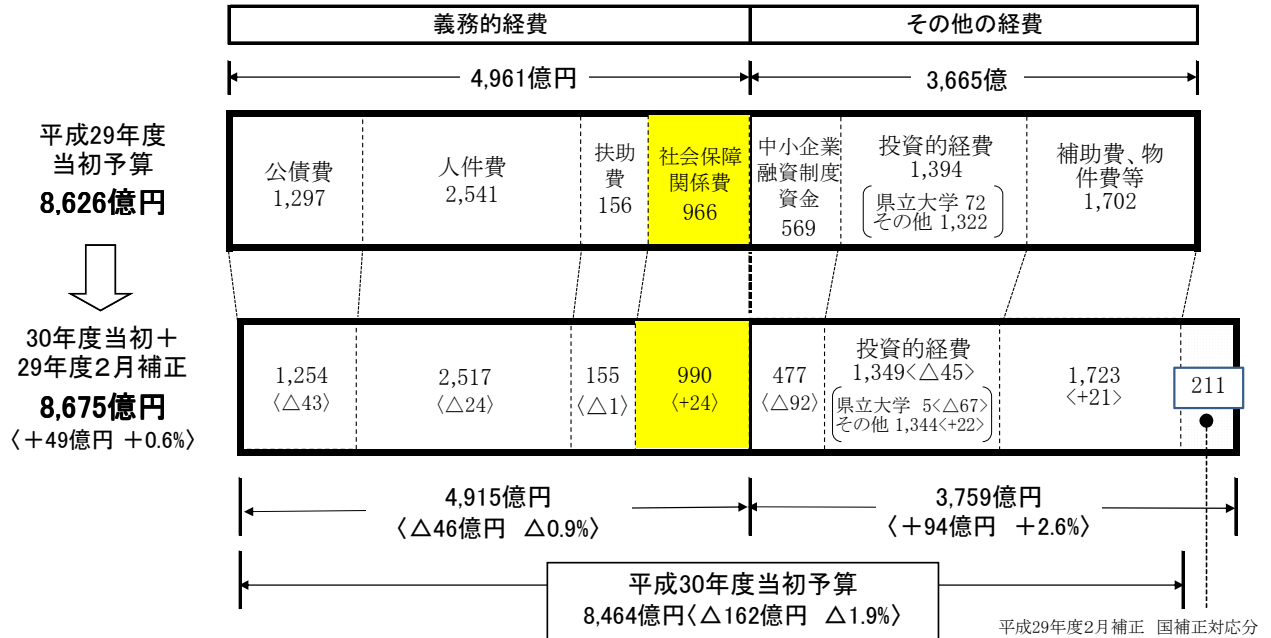 義務的経費
その他の経費
4,961億円
3,665億
平成29年度
当初予算
8,626億円
公債費
1,297
人件費
2,541
扶助
費
156
社会保障
関係費
966
中小企業
融資制度
資金
569
投資的経費
1,394
県立大学 72
その他 1,322
補助費、物
件費等
1,702
30年度当初＋
29年度２月補正
8,675億円
〈＋49億円 ＋0.6%〉
1,254
〈△43〉
2,517
〈△24〉
155
〈△1〉
990
〈+24〉
477
〈△92〉
投資的経費
1,349<△45>
県立大学 5<△67>
その他 1,344<+22>
1,723
<+21>
211
4,915億円
〈△46億円 △0.9%〉
3,759億円
〈＋94億円 ＋2.6%〉
平成30年度当初予算
8,464億円〈△162億円 △1.9%〉
平成29年度2月補正 国補正対応分